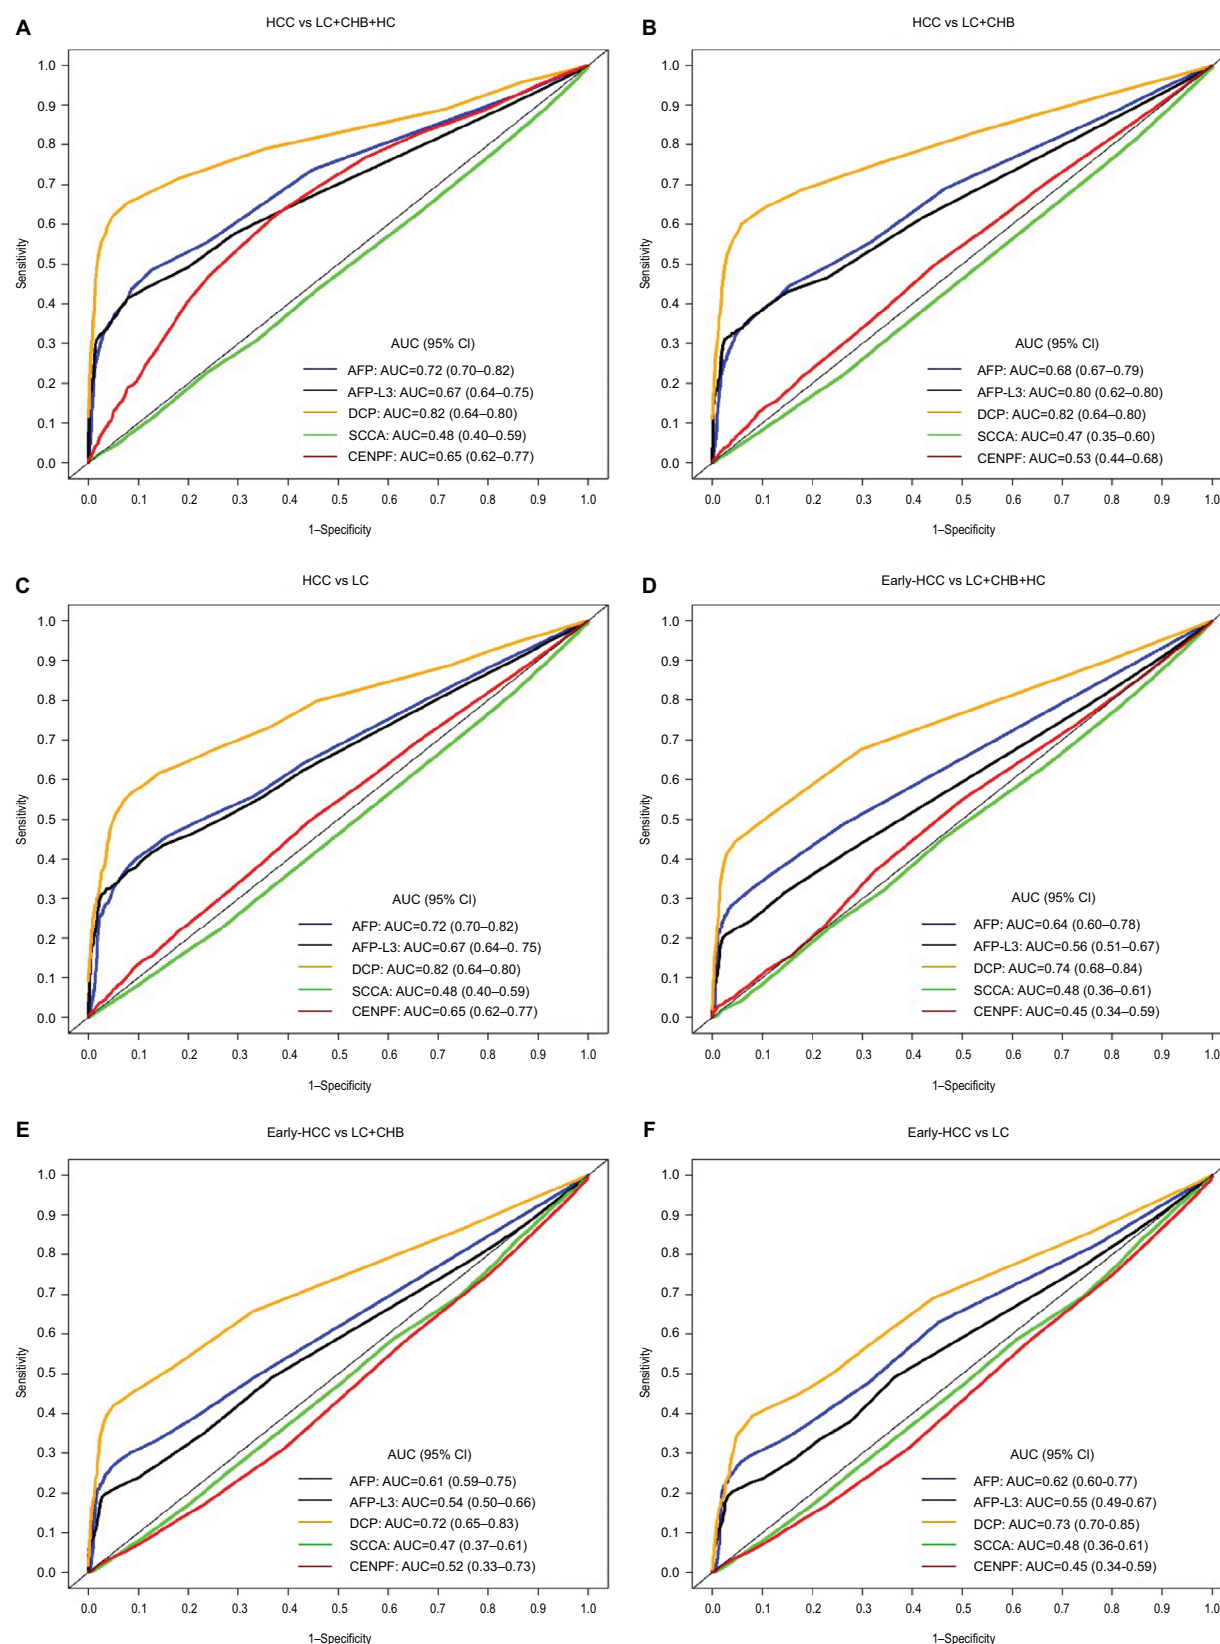 A
HCC vs LC+CHB+HC
1.0
0.9
0.8
0.7
0.6
0.5
0.4
0.3
0.2
0.1
0.0
Sensitivity
AUC (95% CI)
AFP: AUC=0.72 (0.70–0.82)
AFP-L3: AUC=0.67 (0.64–0.75)
DCP: AUC=0.82 (0.64–0.80)
SCCA: AUC=0.48 (0.40–0.59)
CENPF: AUC=0.65 (0.62–0.77)
0.0 0.1 0.2 0.3 0.4 0.5 0.6 0.7 0.8 0.9 1.0
1–Specificity
B
HCC vs LC+CHB
1.0
0.9
0.8
0.7
0.6
0.5
0.4
0.3
0.2
0.1
0.0
Sensitivity
AUC (95% CI)
AFP: AUC=0.68 (0.67–0.79)
AFP-L3: AUC=0.80 (0.62–0.80)
DCP: AUC=0.82 (0.64–0.80)
SCCA: AUC=0.47 (0.35–0.60)
CENPF: AUC=0.53 (0.44–0.68)
0.0 0.1 0.2 0.3 0.4 0.5 0.6 0.7 0.8 0.9 1.0
1–Specificity
C
HCC vs LC
1.0
0.9
0.8
0.7
0.6
0.5
0.4
0.3
0.2
0.1
0.0
Sensitivity
AUC (95% CI)
AFP: AUC=0.72 (0.70–0.82)
AFP-L3: AUC=0.67 (0.64–0. 75)
DCP: AUC=0.82 (0.64–0.80)
SCCA: AUC=0.48 (0.40–0.59)
CENPF: AUC=0.65 (0.62–0.77)
0.0 0.1 0.2 0.3 0.4 0.5 0.6 0.7 0.8 0.9 1.0
1–Specificity
D
Early-HCC vs LC+CHB+HC
1.0
0.9
0.8
0.7
0.6
0.5
0.4
0.3
0.2
0.1
0.0
Sensitivity
AUC (95% CI)
AFP: AUC=0.64 (0.60–0.78)
AFP-L3: AUC=0.56 (0.51–0.67)
DCP: AUC=0.74 (0.68–0.84)
SCCA: AUC=0.48 (0.36–0.61)
CENPF: AUC=0.45 (0.34–0.59)
0.0 0.1 0.2 0.3 0.4 0.5 0.6 0.7 0.8 0.9 1.0
1–Specificity
E
Early-HCC vs LC+CHB
1.0
0.9
0.8
0.7
0.6
0.5
0.4
0.3
0.2
0.1
0.0
Sensitivity
AUC (95% CI)
AFP: AUC=0.61 (0.59–0.75)
AFP-L3: AUC=0.54 (0.50–0.66)
DCP: AUC=0.72 (0.65–0.83)
SCCA: AUC=0.47 (0.37–0.61)
CENPF: AUC=0.52 (0.33–0.73)
0.0 0.1 0.2 0.3 0.4 0.5 0.6 0.7 0.8 0.9 1.0
1–Specificity
F
Early-HCC vs LC
1.0
0.9
0.8
0.7
0.6
0.5
0.4
0.3
0.2
0.1
0.0
Sensitivity
AUC (95% CI)
AFP: AUC=0.62 (0.60-0.77)
AFP-L3: AUC=0.55 (0.49-0.67)
DCP: AUC=0.73 (0.70-0.85)
SCCA: AUC=0.48 (0.36-0.61)
CENPF: AUC=0.45 (0.34-0.59)
0.0 0.1 0.2 0.3 0.4 0.5 0.6 0.7 0.8 0.9 1.0
1–Specificity